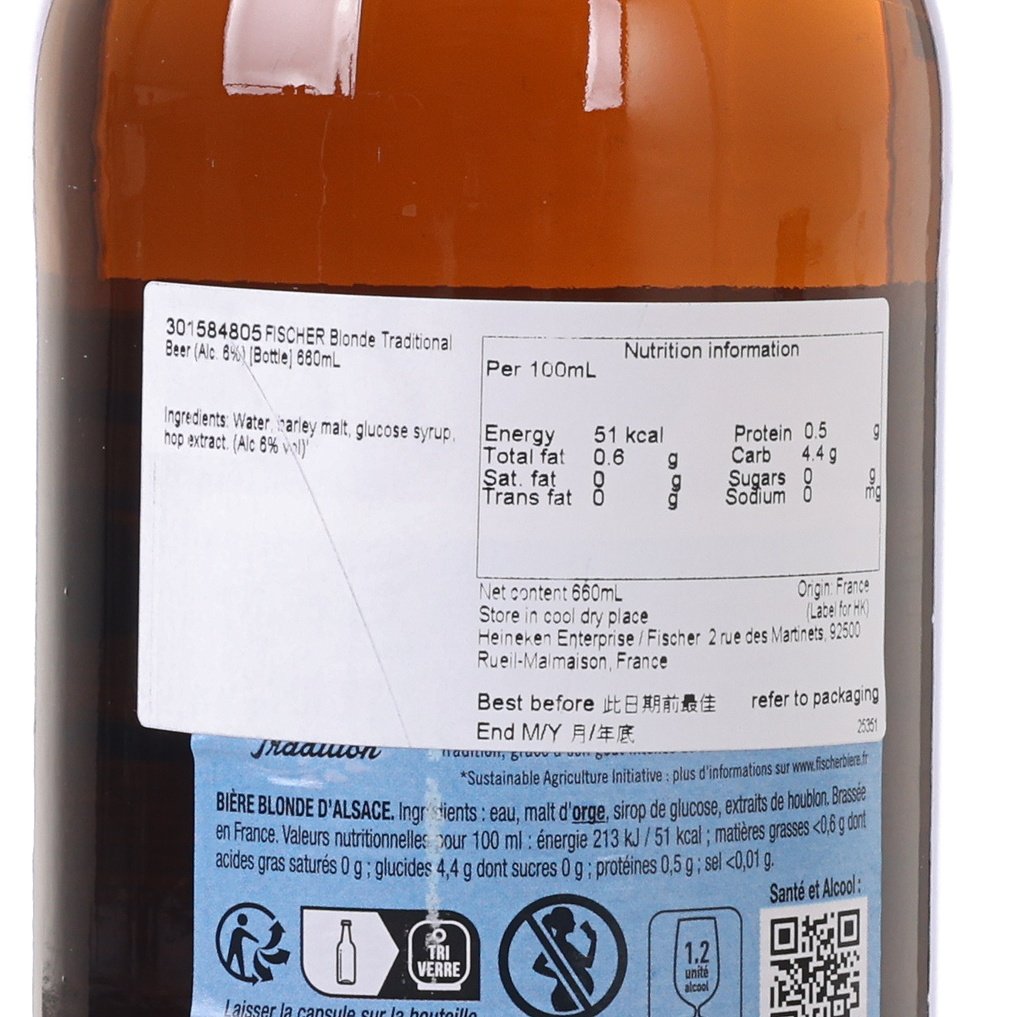 301584805 FISCHER Blonde Traditional
Beer (Alc. 6%) [Bottle] 660mL
Ingredients: Water, barley malt, glucose syrup,
hop extract. (Alc 6% vol)
Nutrition information
Per 100mL
Energy 51 kcal Protein 0.5 g
Total fat 0.6 g Carb 4.4 g
Sat. fat 0 g Sugars 0 g
Trans fat 0 g Sodium 0 mg
Net content 660mL Origin: France
Store in cool dry place (Label for HK)
Heineken Enterprise / Fischer 2 rue des Martinets, 92500
Rueil-Malmaison, France
Best before 此日期前最佳 refer to packaging
End M/Y 月/年底 25351
Tradition
*Sustainable Agriculture Initiative : plus d'informations sur www.fischerbiere.fr
BIÈRE BLONDE D'ALSACE. Ingrédients : eau, malt d'orge, sirop de glucose, extraits de houblon. Brassée
en France. Valeurs nutritionnelles pour 100 ml : énergie 213 kJ / 51 kcal ; matières grasses <0,6 g dont
acides gras saturés 0 g ; glucides 4,4 g dont sucres 0 g ; protéines 0,5 g ; sel <0,01 g.
Santé et Alcool :
TRI
VERRE
1.2
unité
alcool
Laisser la capsule sur la bouteille